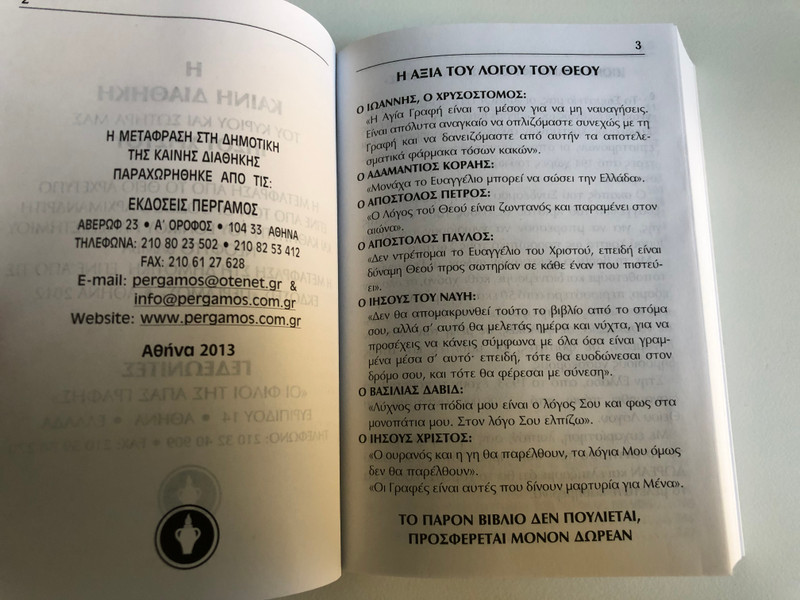 2
Η ΜΕΤΑΦΡΑΣΗ ΣΤΗ ΔΗΜΟΤΙΚΗ
ΤΗΣ ΚΑΙΝΗΣ ΔΙΑΘΗΚΗΣ
ΠΑΡΑΧΩΡΗΘΗΚΕ ΑΠΟ ΤΙΣ:
ΕΚΔΟΣΕΙΣ ΠΕΡΓΑΜΟΣ
ΑΒΕΡΩΦ 23 • Α' ΟΡΟΦΟΣ • 104 33 ΑΘΗΝΑ
ΤΗΛΕΦΩΝΑ: 210 80 23 502 • 210 82 53 412
FAX: 210 61 27 628
E-mail: pergamos@otenet.gr &
info@pergamos.com.gr
Website: www.pergamos.com.gr
Αθήνα 2013
3
Η ΑΞΙΑ ΤΟΥ ΛΟΓΟΥ ΤΟΥ ΘΕΟΥ
Ο ΙΩΑΝΝΗΣ, Ο ΧΡΥΣΟΣΤΟΜΟΣ:
«Η Αγία Γραφή είναι το μέσον για να μη ναυαγήσεις.
Είναι απόλυτα αναγκαίο να οπλιζόμαστε συνεχώς με τη
Γραφή και να δανειζόμαστε από αυτήν τα αποτελε-
σματικά φάρμακα τόσων κακών».
Ο ΑΔΑΜΑΝΤΙΟΣ ΚΟΡΑΗΣ:
«Μονάχα το Ευαγγέλιο μπορεί να σώσει την Ελλάδα».
Ο ΑΠΟΣΤΟΛΟΣ ΠΕΤΡΟΣ:
«Ο Λόγος τού Θεού είναι ζωντανός και παραμένει στον
αιώνα».
Ο ΑΠΟΣΤΟΛΟΣ ΠΑΥΛΟΣ:
«Δεν ντρέπομαι το Ευαγγέλιο του Χριστού, επειδή είναι
δύναμη Θεού προς σωτηρίαν σε κάθε έναν που πιστεύ-
ει».
Ο ΙΗΣΟΥΣ ΤΟΥ ΝΑΥΗ:
«Δεν θα απομακρυνθεί τούτο το βιβλίο από το στόμα
σου, αλλά σ' αυτό θα μελετάς ημέρα και νύχτα, για να
προσέχεις να κάνεις σύμφωνα με όλα όσα είναι γραμ-
μένα μέσα σ' αυτό· επειδή, τότε θα ευοδώνεσαι στον
δρόμο σου, και τότε θα φέρεσαι με σύνεση».
Ο ΒΑΣΙΛΙΑΣ ΔΑΒΙΔ:
«Λύχνος στα πόδια μου είναι ο λόγος Σου και φως στα
μονοπάτια μου. Στον λόγο Σου ελπίζω».
Ο ΙΗΣΟΥΣ ΧΡΙΣΤΟΣ:
«Ο ουρανός και η γη θα παρέλθουν, τα λόγια Μου όμως
δεν θα παρέλθουν».
«Οι Γραφές είναι αυτές που δίνουν μαρτυρία για Μένα».
ΤΟ ΠΑΡΟΝ ΒΙΒΛΙΟ ΔΕΝ ΠΟΥΛΙΕΤΑΙ,
ΠΡΟΣΦΕΡΕΤΑΙ ΜΟΝΟΝ ΔΩΡΕΑΝ